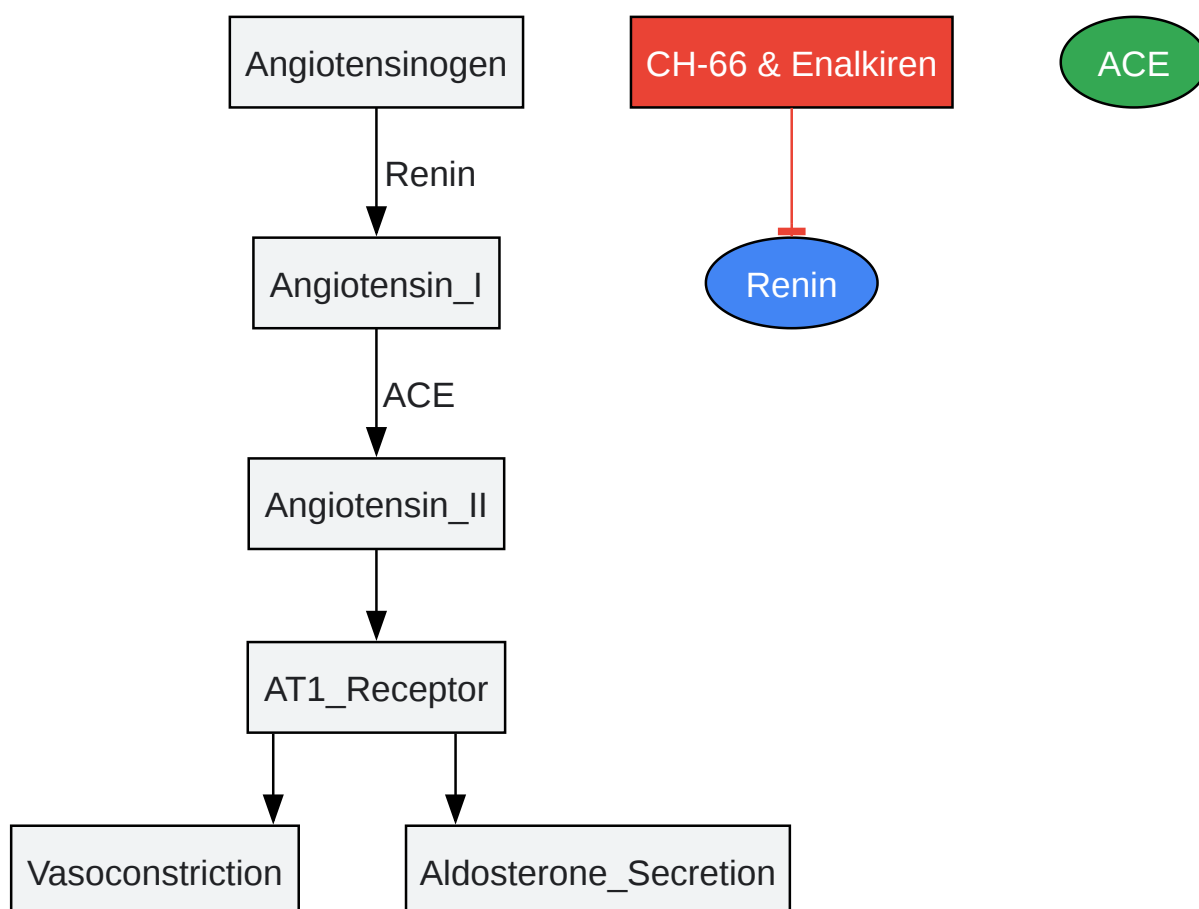 Angiotensinogen
CH-66 & Enalkiren
ACE
Renin
Angiotensin_I
Renin
ACE
Angiotensin_II
AT1_Receptor
Vasoconstriction
Aldosterone_Secretion